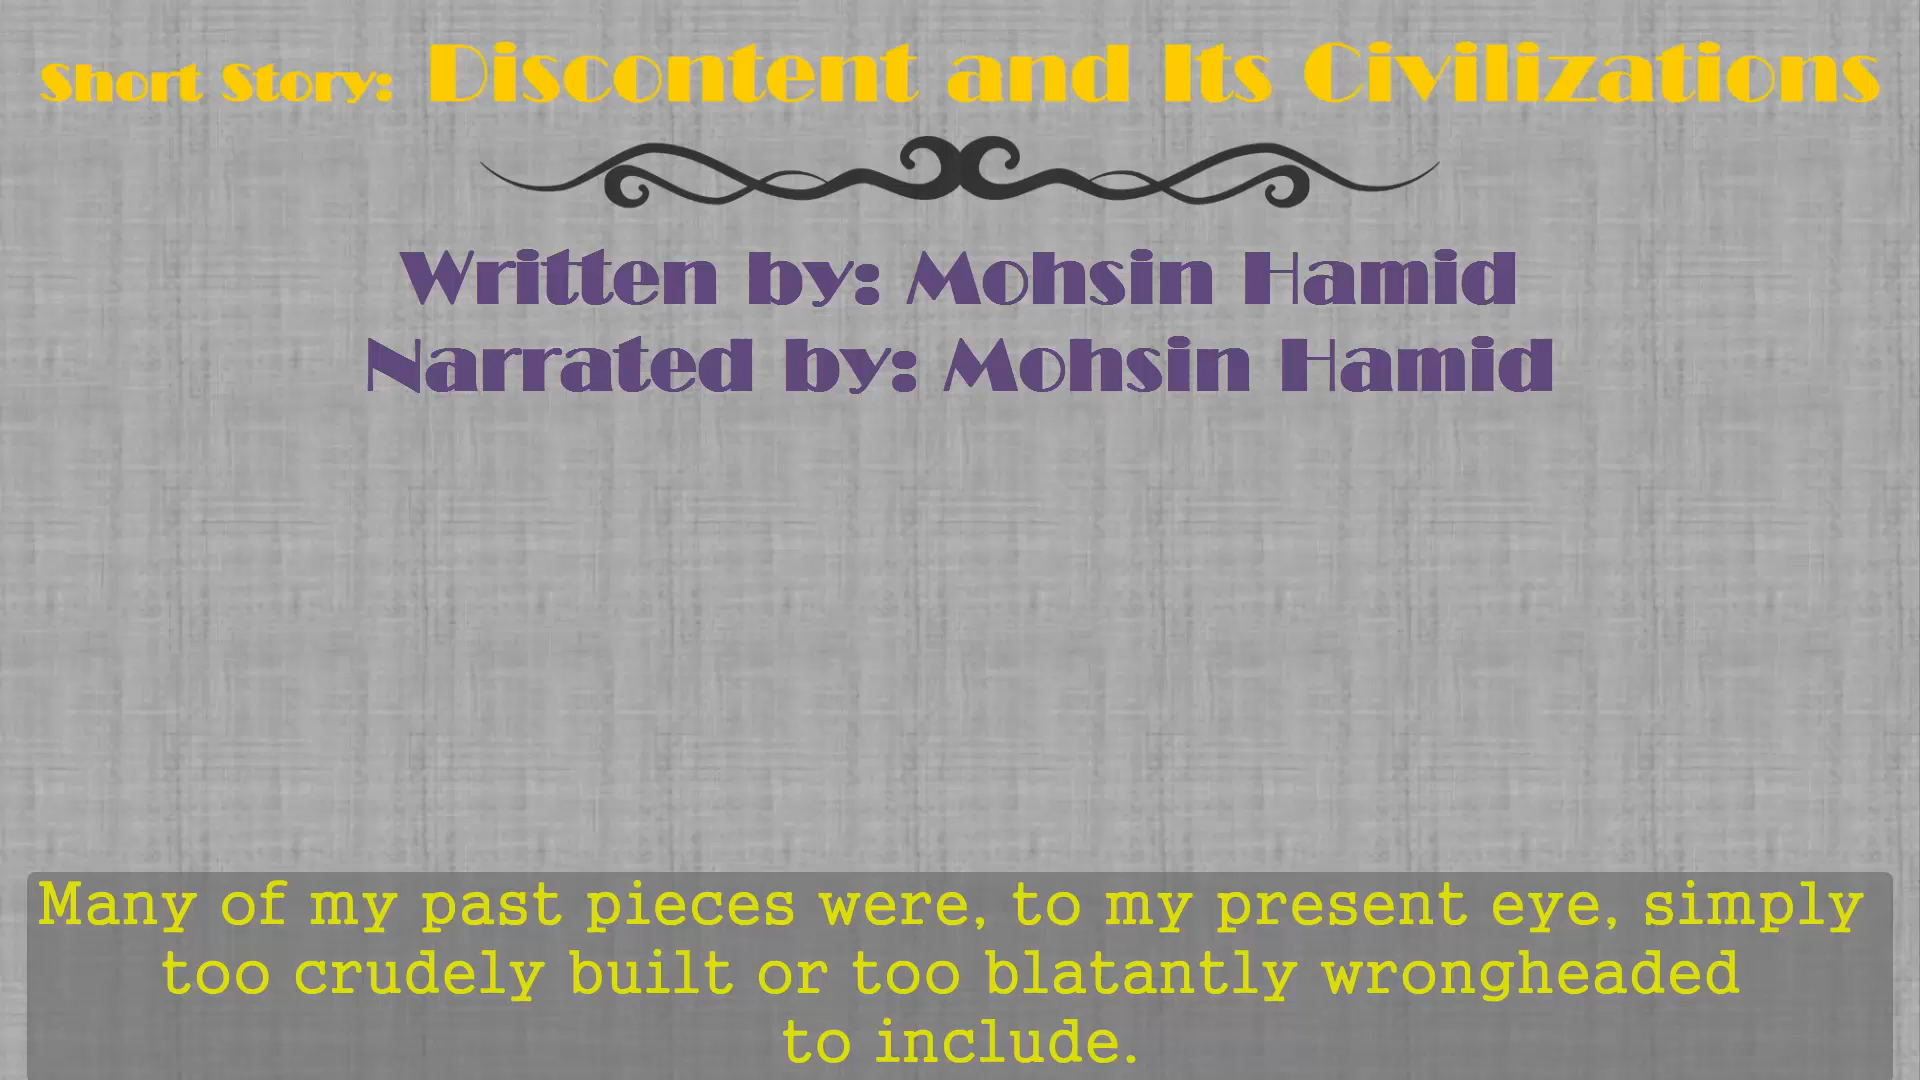 Short Story: Discontent and Its Civilizations
Written by: Mohsin Hamid
Narrated by: Mohsin Hamid
Many of my past pieces were, to my present eye, simply
too crudely built or too blatantly wrongheaded
to include.